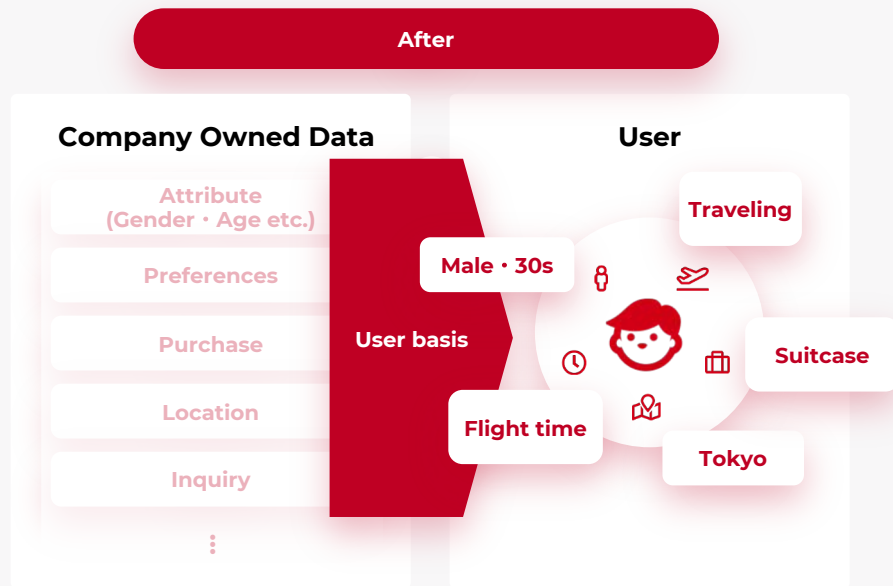 After
Company Owned Data
Attribute
(Gender・Age etc.)
Preferences
Purchase
Location
Inquiry
User basis
User
Traveling
Male・30s
Suitcase
Flight time
Tokyo